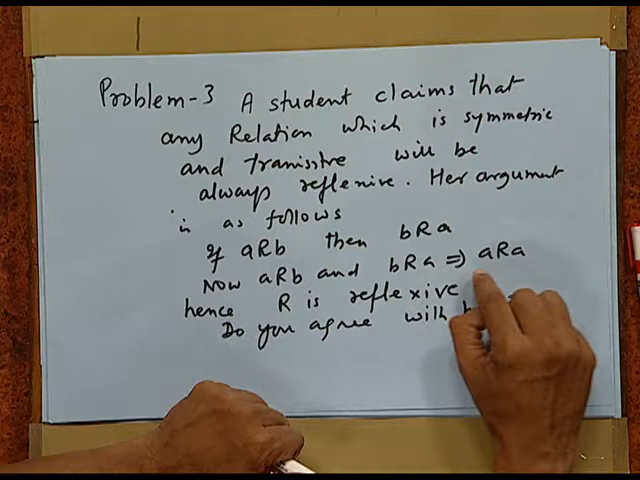 Problem-3 A student claims that
any Relation which is symmetric
and transitive will be
always reflexive. Her argument
is as follows
If aRb then bRa
Now aRb and bRa ⇒ aRa
hence R is reflexive
Do you agree with